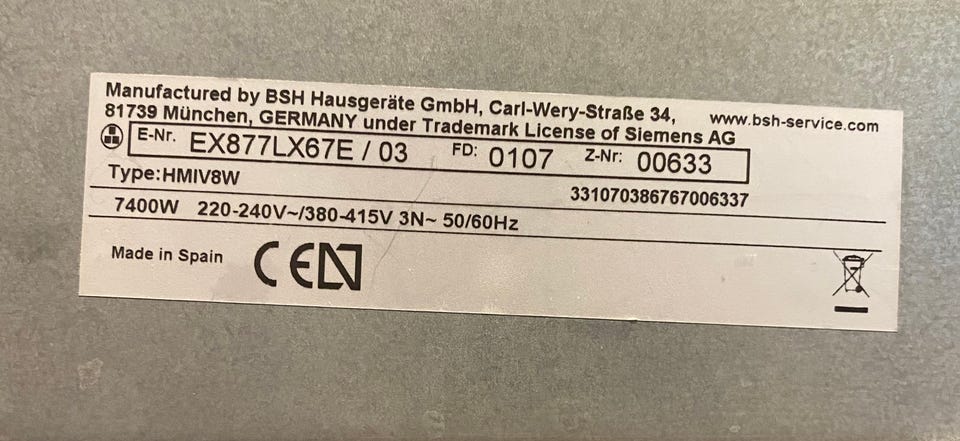 Manufactured by BSH Hausgeräte GmbH, Carl-Wery-Straße 34,
81739 München, GERMANY under Trademark License of Siemens AG
www.bsh-service.com
E-Nr. EX877LX67E / 03 FD: 0107 Z-Nr: 00633
Type:HMIV8W 331070386767006337
7400W 220-240V~/380-415V 3N~ 50/60Hz
Made in Spain CE N